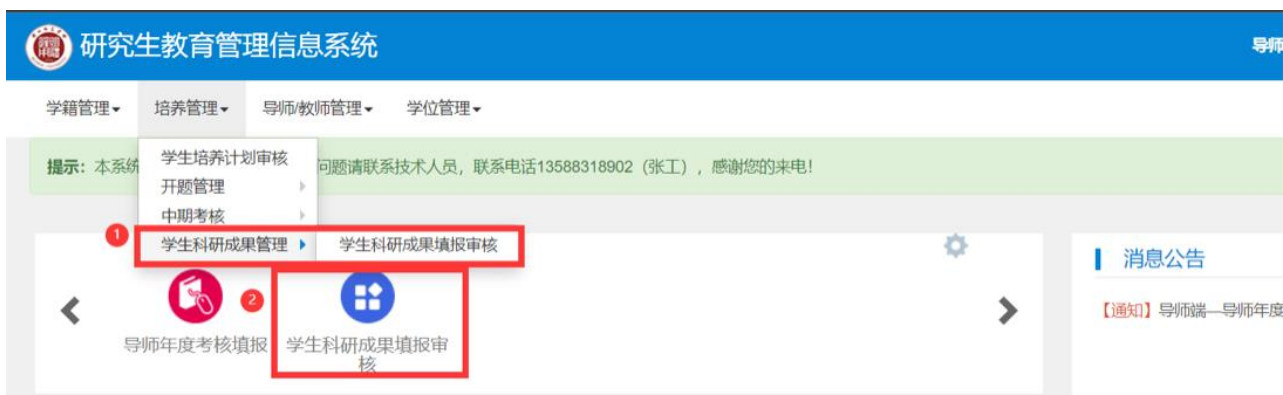 研究生教育管理信息系统
导师
学籍管理 培养管理 导师/教师管理 学位管理
学生培养计划审核
提示：本系统 问题请联系技术人员，联系电话13588318902（张工），感谢您的来电！
开题管理
中期考核
1
学生科研成果管理 学生科研成果填报审核
消息公告
2
【通知】导师端—导师年度
导师年度考核填报 学生科研成果填报审
核